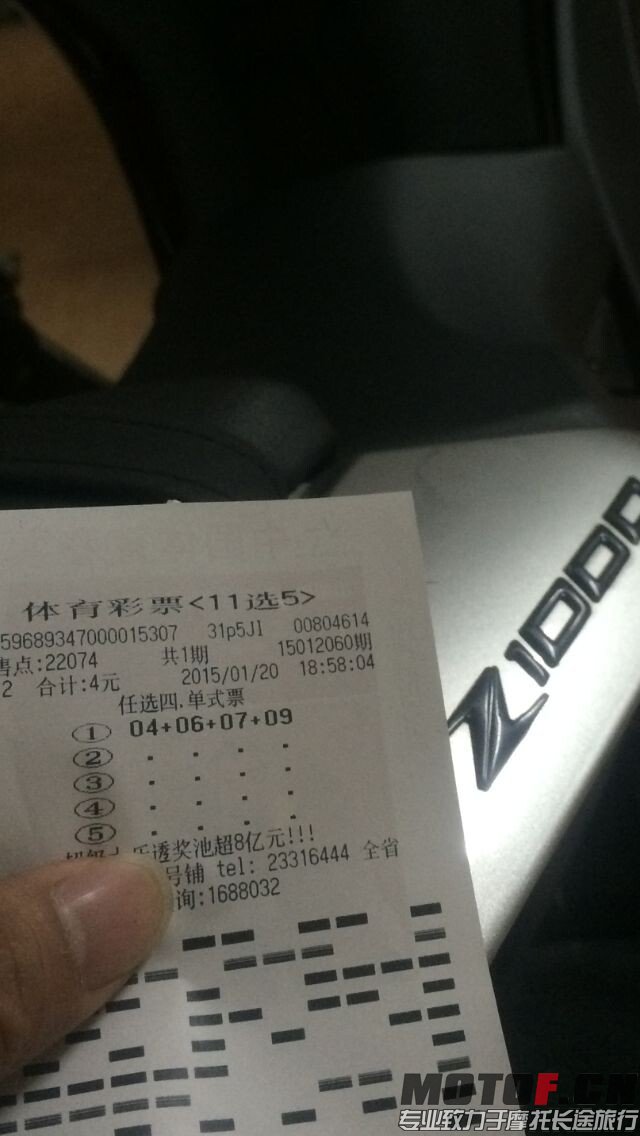 Z1000
体育彩票<11选5>
59689347000015307 31p5J1 00804614
售点:22074 共1期 15012060期
2 合计:4元 2015/01/20 18:58:04
任选四.单式票
① 04+06+07+09
② . . . .
③ . . . .
④ . . . .
⑤ . . . .
乐透奖池超8亿元!!!
号铺 tel: 23316444 全省
询:1688032
MOTOF.CN
专业致力于摩托长途旅行